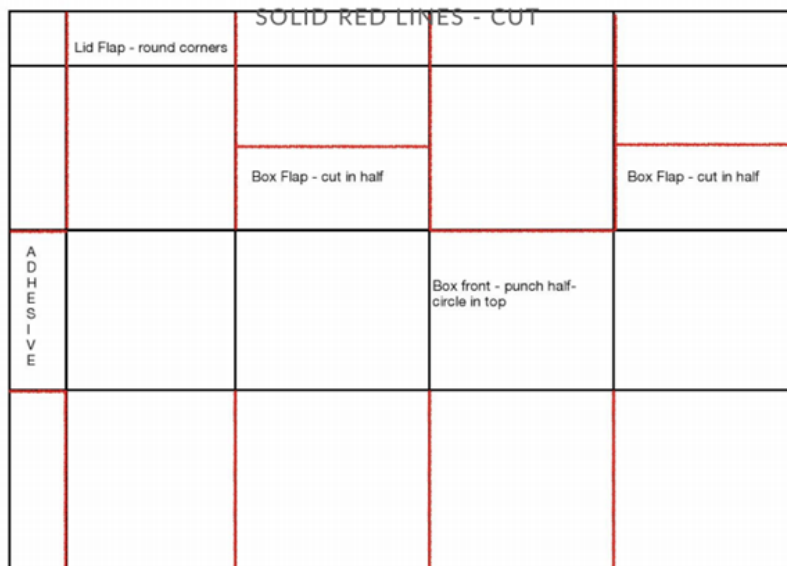 SOLID RED LINES - CUT
Lid Flap - round corners
Box Flap - cut in half
Box Flap - cut in half
A
D
H
E
S
I
V
E
Box front - punch half-
circle in top